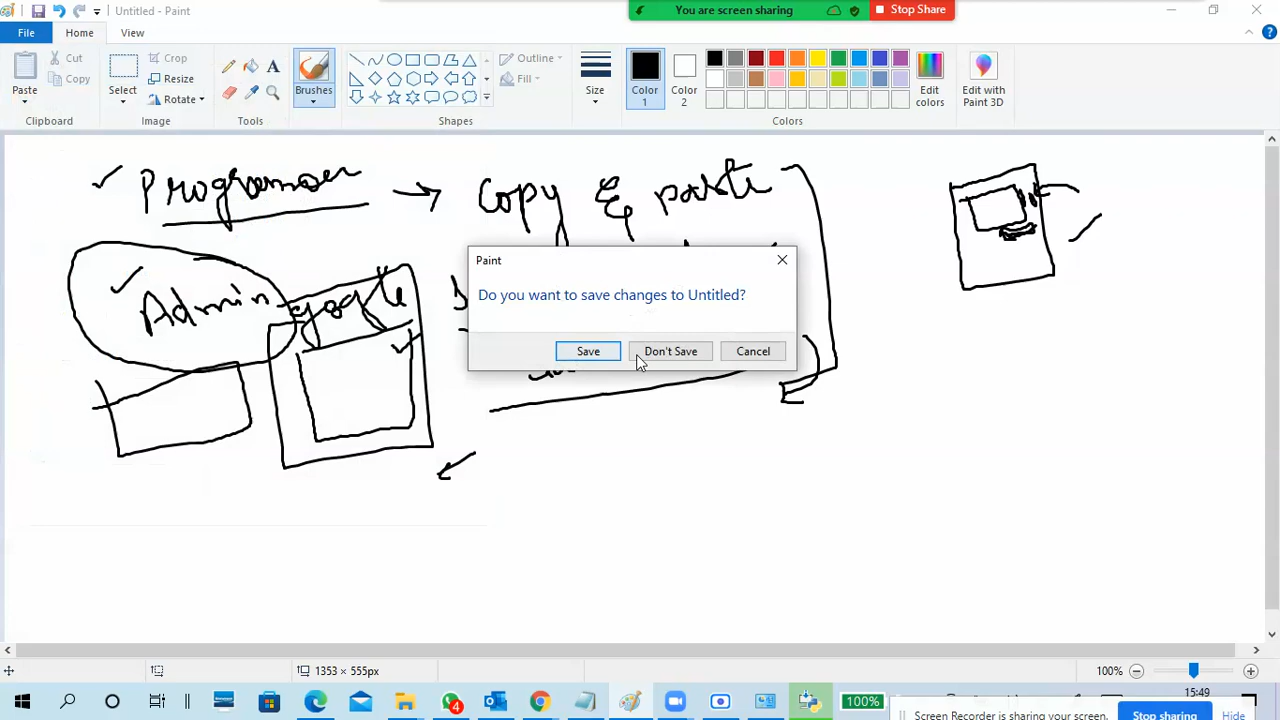 Untitled - Paint
You are screen sharing
Stop Share
File
Home
View
Paste
Cut
Copy
Clipboard
Select
Crop
Resize
Rotate
Image
Tools
Brushes
Shapes
Outline
Fill
Size
Color 1
Color 2
Edit colors
Colors
Edit with Paint 3D
Copy & paste
Admin
Paint
Do you want to save changes to Untitled?
Save
Don't Save
Cancel
1353 × 555px
100%
4
100%
15:49
Screen Recorder is sharing your screen.
Stop sharing
Hide